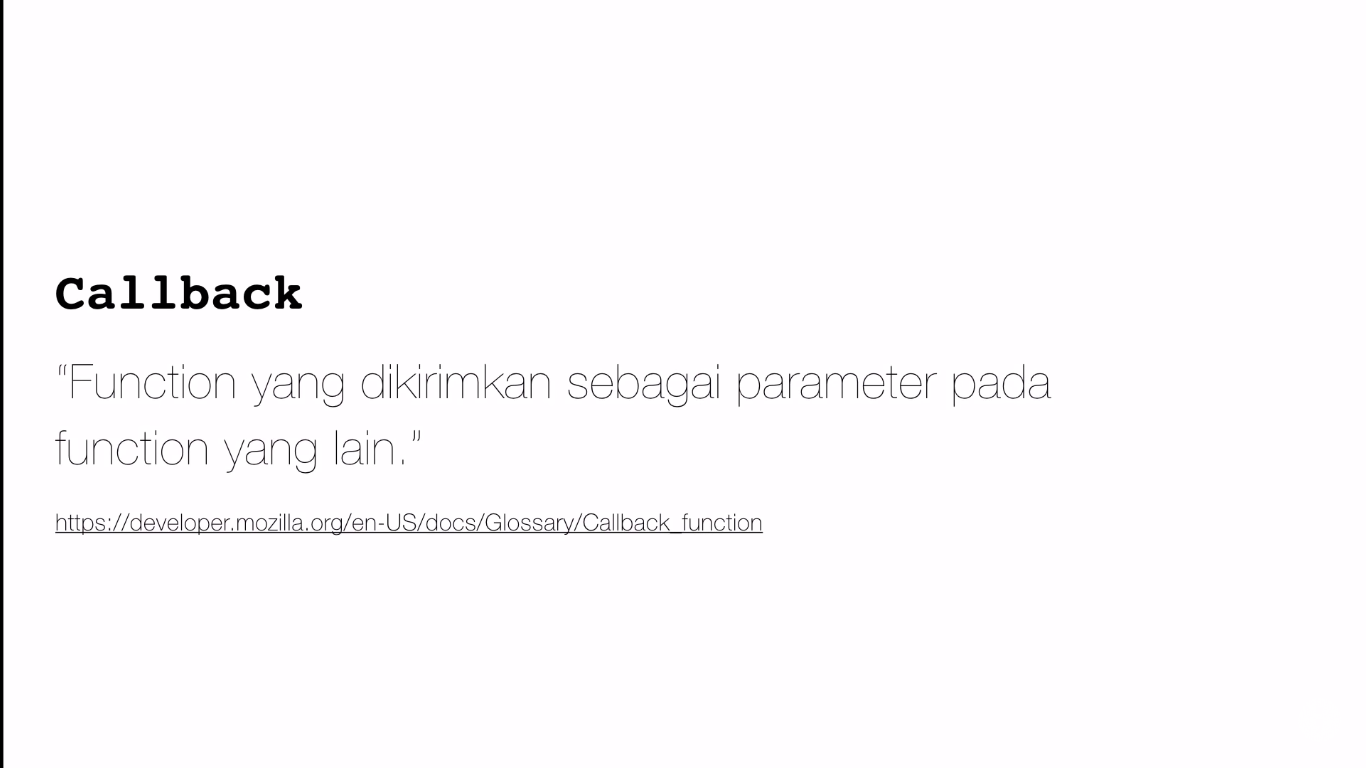 Callback
“Function yang dikirimkan sebagai parameter pada
function yang lain.”
https://developer.mozilla.org/en-US/docs/Glossary/Callback_function